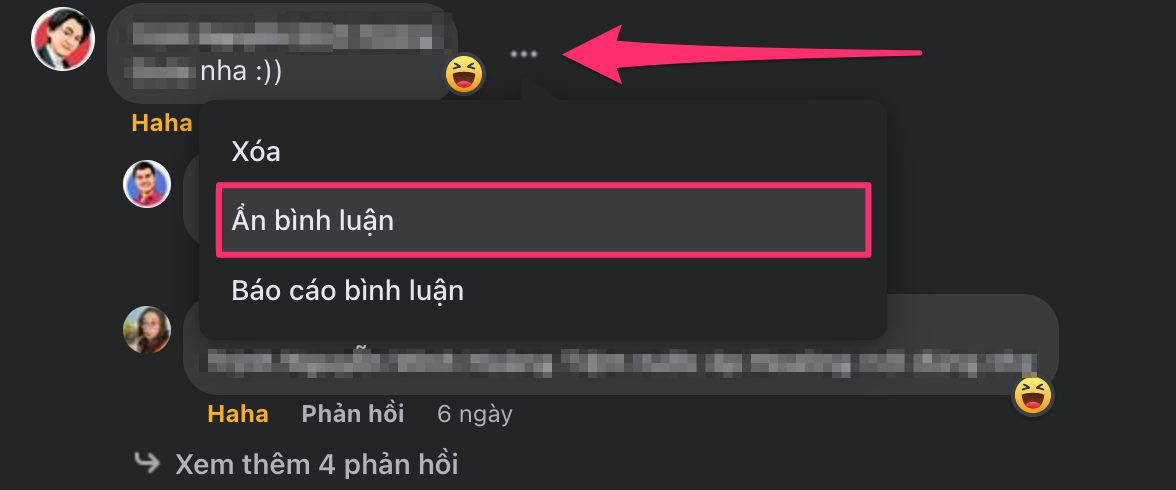 nha :))
Haha
Xóa
Ẩn bình luận
Báo cáo bình luận
Haha Phản hồi 6 ngày
Xem thêm 4 phản hồi